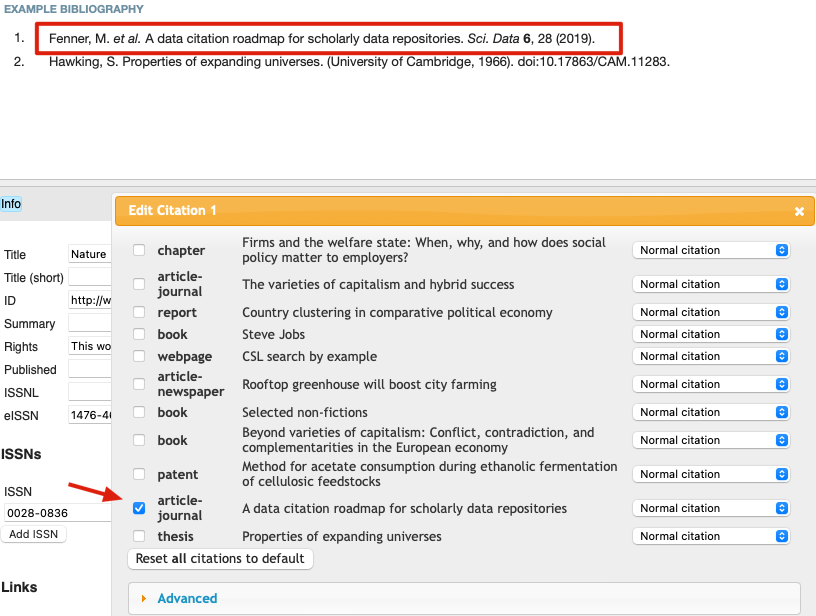 EXAMPLE BIBLIOGRAPHY
1. Fenner, M. et al. A data citation roadmap for scholarly data repositories. Sci. Data 6, 28 (2019).
2. Hawking, S. Properties of expanding universes. (University of Cambridge, 1966). doi:10.17863/CAM.11283.
Info
Title Nature
Title (short)
ID http://w
Summary
Rights This wo
Published
ISSNL
eISSN 1476-46
ISSNs
ISSN
0028-0836
Add ISSN
Links
Edit Citation 1
chapter Firms and the welfare state: When, why, and how does social
policy matter to employers? Normal citation
article-
journal The varieties of capitalism and hybrid success Normal citation
report Country clustering in comparative political economy Normal citation
book Steve Jobs Normal citation
webpage CSL search by example Normal citation
article-
newspaper Rooftop greenhouse will boost city farming Normal citation
book Selected non-fictions Normal citation
book Beyond varieties of capitalism: Conflict, contradiction, and
complementarities in the European economy Normal citation
patent Method for acetate consumption during ethanolic fermentation
of cellulosic feedstocks Normal citation
article-
journal A data citation roadmap for scholarly data repositories Normal citation
thesis Properties of expanding universes Normal citation
Reset all citations to default
Advanced